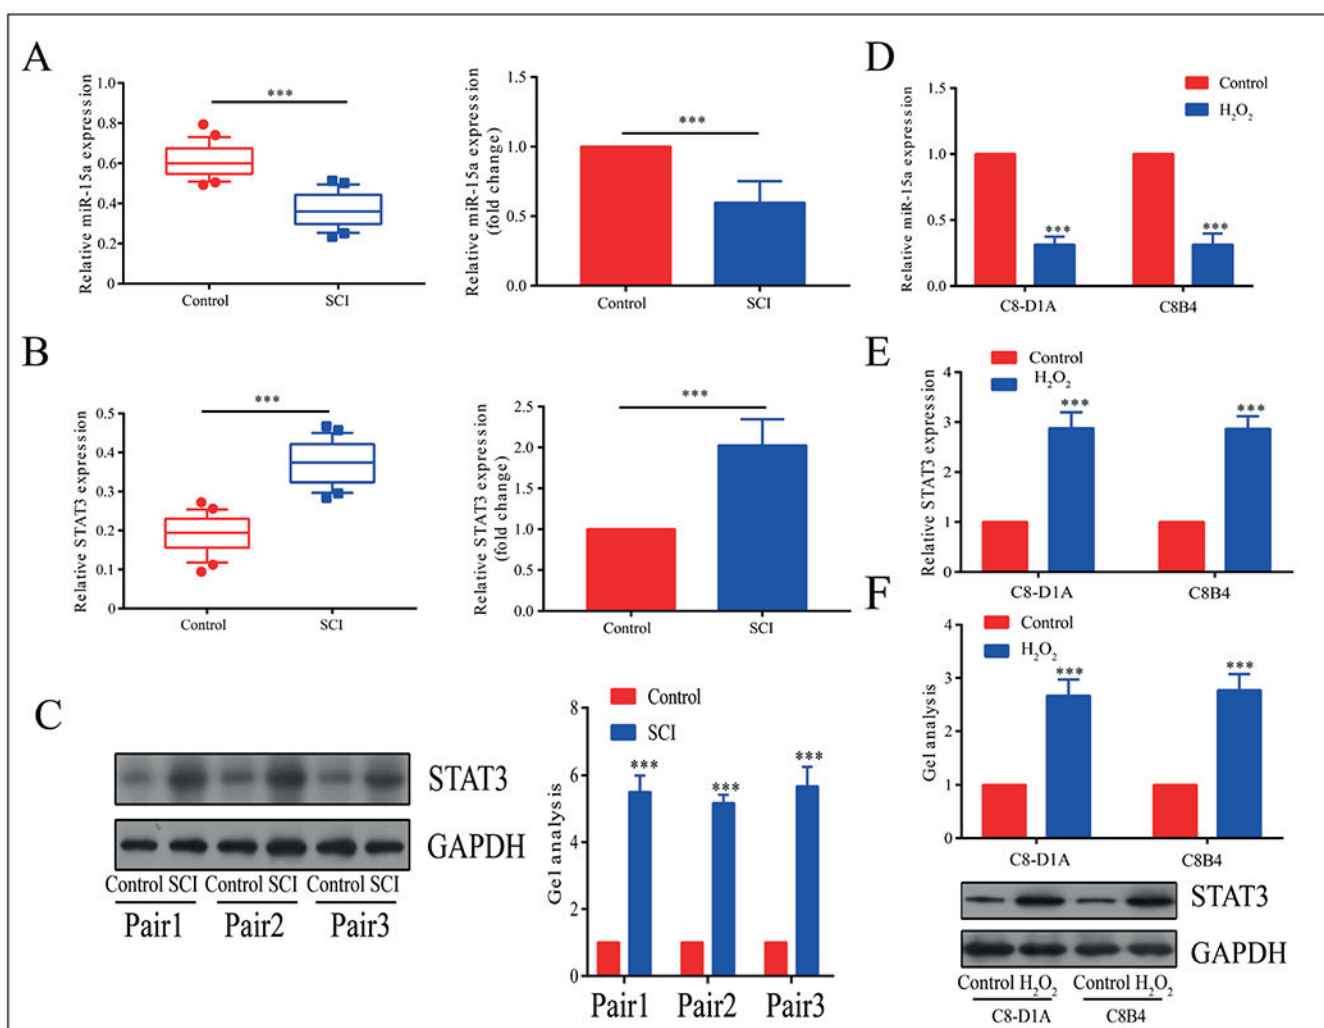 A
Relative miR-15a expression
1.0
0.8
0.6
0.4
0.2
0
***
Control
SCI
Relative miR-15a expression
(fold change)
1.5
1.0
0.5
0.0
***
Control
SCI
D
Relative miR-15a expression
1.5
1.0
0.5
0.0
Control
H₂O₂
***
***
C8-D1A
C8B4
B
Relative STAT3 expression
0.5
0.4
0.3
0.2
0.1
0
***
Control
SCI
Relative STAT3 expression
(fold change)
2.5
2.0
1.5
1.0
0.5
0.0
***
Control
SCI
E
Relative STAT3 expression
4
3
2
1
0
Control
H₂O₂
***
***
C8-D1A
C8B4
C
STAT3
GAPDH
Control SCI Control SCI Control SCI
Pair1 Pair2 Pair3
Gel analysis
8
6
4
2
0
Control
SCI
***
***
***
Pair1 Pair2 Pair3
F
Gel analysis
4
3
2
1
0
Control
H₂O₂
***
***
C8-D1A
C8B4
STAT3
GAPDH
Control H₂O₂ Control H₂O₂
C8-D1A C8B4